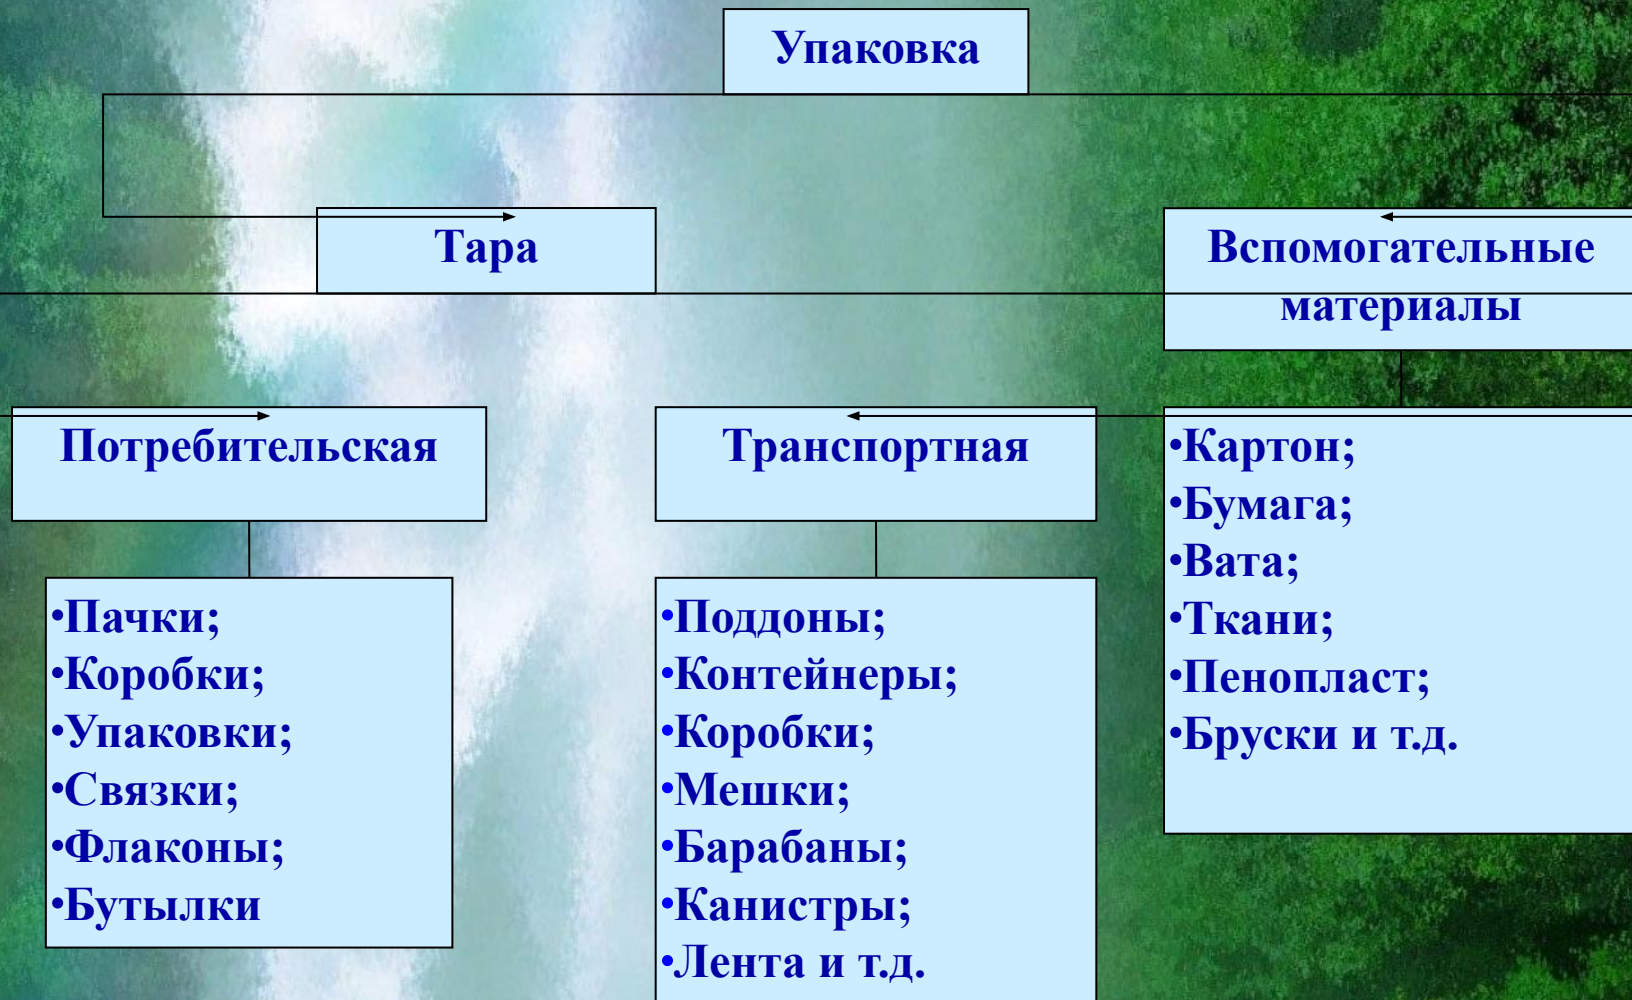 Упаковка
Тара
Вспомогательные
материалы
Потребительская
Транспортная
•Пачки;
•Коробки;
•Упаковки;
•Связки;
•Флаконы;
•Бутылки
•Поддоны;
•Контейнеры;
•Коробки;
•Мешки;
•Барабаны;
•Канистры;
•Лента и т.д.
•Картон;
•Бумага;
•Вата;
•Ткани;
•Пенопласт;
•Бруски и т.д.